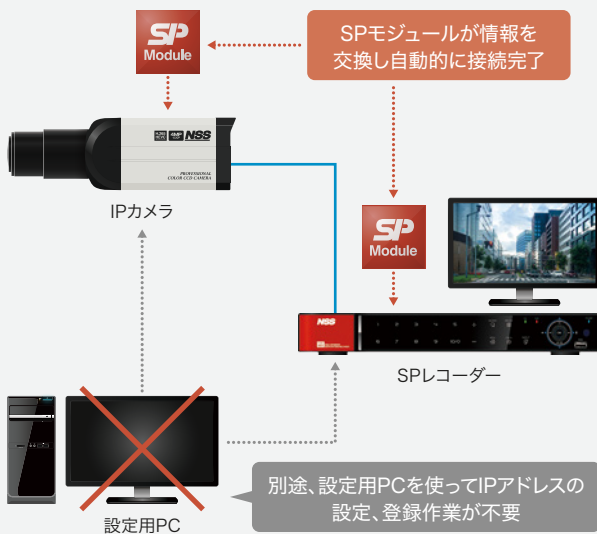 SP
Module
SPモジュールが情報を
交換し自動的に接続完了
4MP NSS
PROFESSIONAL
COLOR CCD CAMERA
IPカメラ
SP
Module
NSS
SPレコーダー
別途、設定用PCを使ってIPアドレスの
設定、登録作業が不要
設定用PC